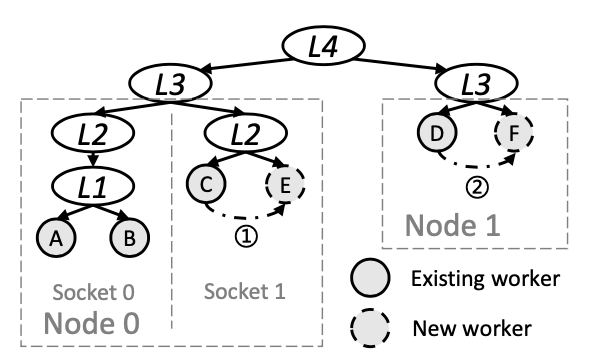 L4
L3
L3
L2
L2
D
F
L1
C
E
②
A
B
①
Node 1
Socket 0
Socket 1
Node 0
Existing worker
New worker